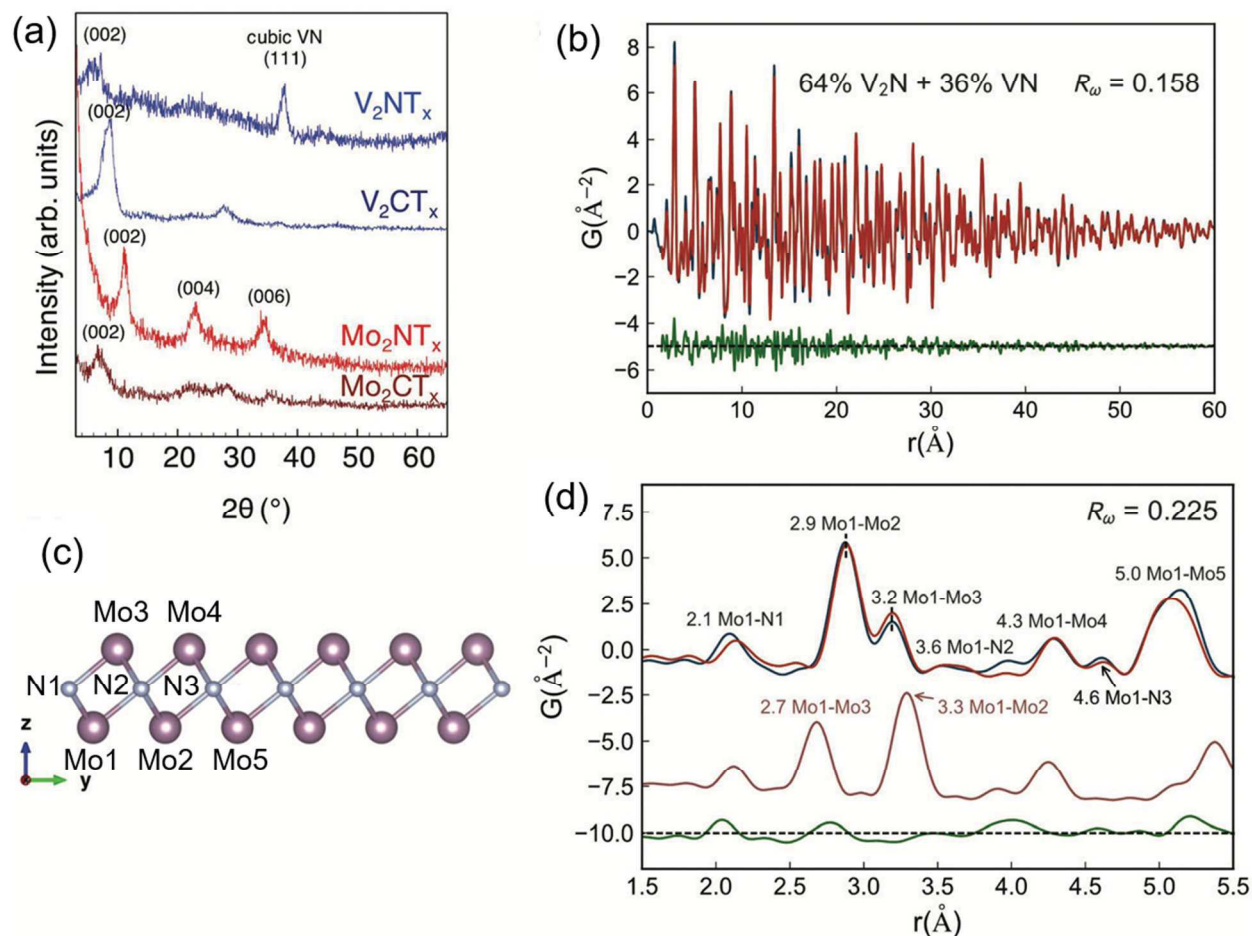 (a)
(002)
cubic VN
(111)
V₂NTₓ
(002)
V₂CTₓ
(002)
(004)
(006)
Mo₂NTₓ
(002)
Mo₂CTₓ
Intensity (arb. units)
10 20 30 40 50 60
2θ (°)
(b)
64% V₂N + 36% VN Rω = 0.158
8
6
4
2
0
−2
−4
−6
G(Å⁻²)
0 10 20 30 40 50 60
r(Å)
(c)
Mo3 Mo4
N1 N2 N3
Mo1 Mo2 Mo5
z
x
y
(d)
Rω = 0.225
2.9 Mo1-Mo2
5.0 Mo1-Mo5
3.2 Mo1-Mo3
4.3 Mo1-Mo4
2.1 Mo1-N1
3.6 Mo1-N2
4.6 Mo1-N3
2.7 Mo1-Mo3
3.3 Mo1-Mo2
7.5
5.0
2.5
0.0
−2.5
−5.0
−7.5
−10.0
G(Å⁻²)
1.5 2.0 2.5 3.0 3.5 4.0 4.5 5.0 5.5
r(Å)